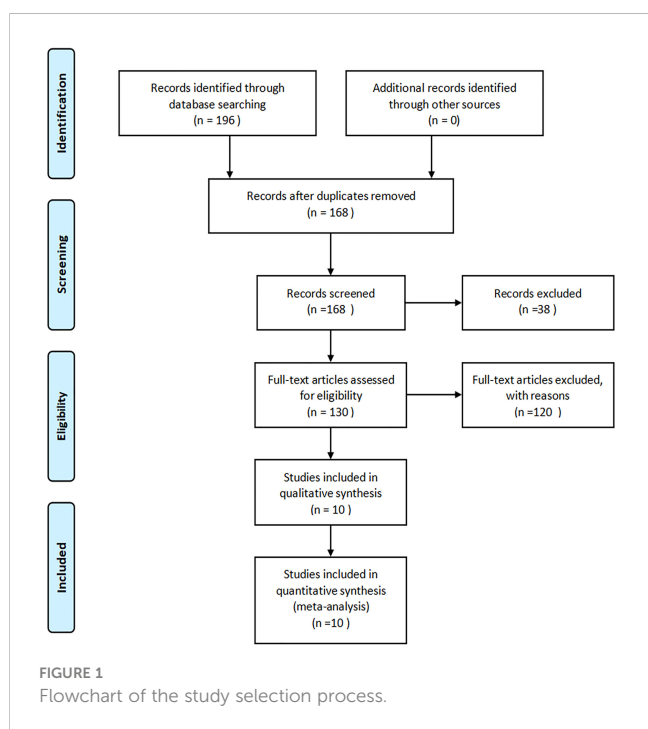 Identification
Records identified through
database searching
(n = 196 )
Additional records identified
through other sources
(n = 0)
Records after duplicates removed
(n = 168 )
Screening
Records screened
(n =168 )
Records excluded
(n =38 )
Eligibility
Full-text articles assessed
for eligibility
(n = 130 )
Full-text articles excluded,
with reasons
(n =120 )
Studies included in
qualitative synthesis
(n = 10 )
Included
Studies included in
quantitative synthesis
(meta-analysis)
(n =10 )
FIGURE 1
Flowchart of the study selection process.